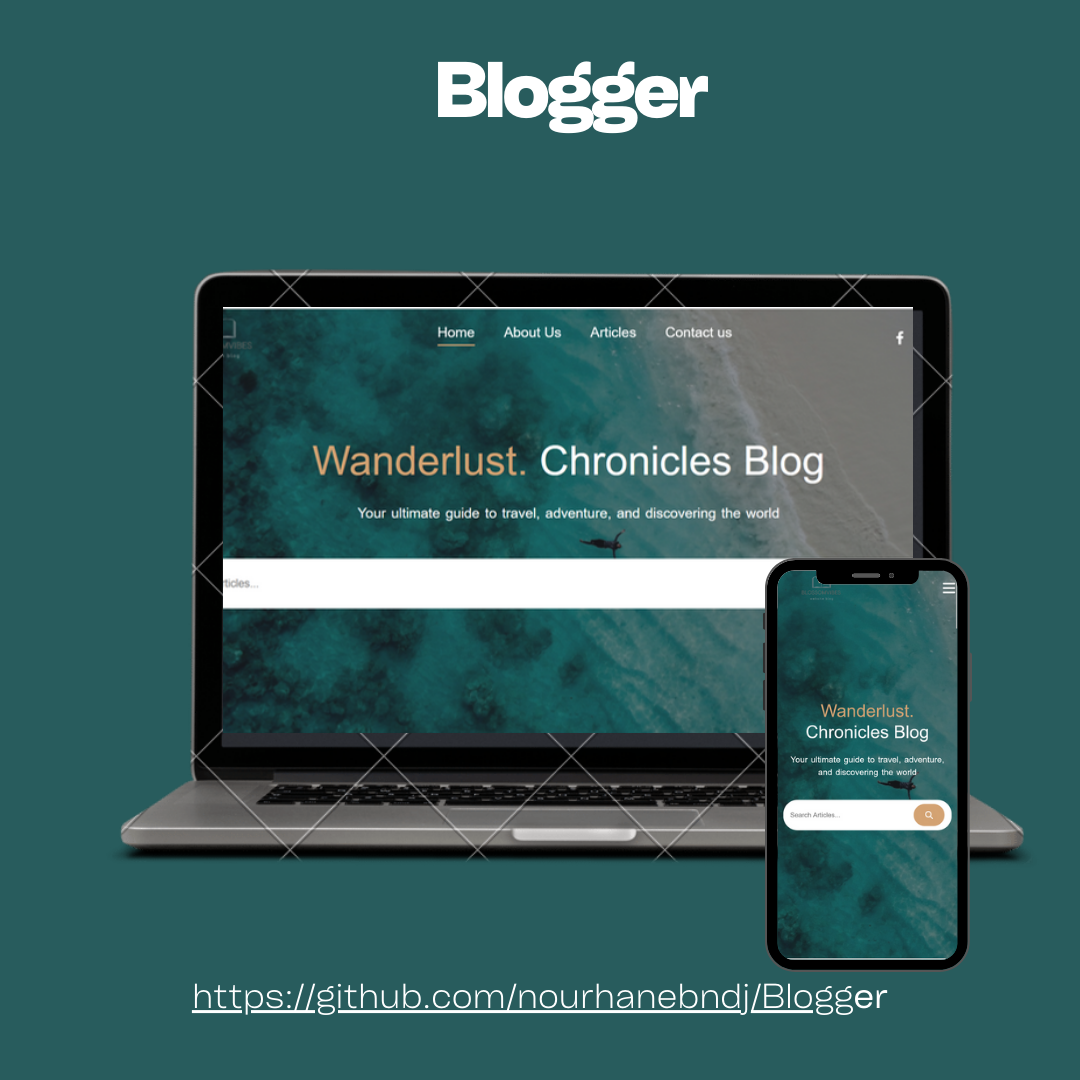 Blogger
Home About Us Articles Contact us
Wanderlust. Chronicles Blog
Your ultimate guide to travel, adventure, and discovering the world
rticles...
Wanderlust.
Chronicles Blog
Your ultimate guide to travel, adventure,
and discovering the world
Search Articles...
https://github.com/nourhanebndj/Blogger